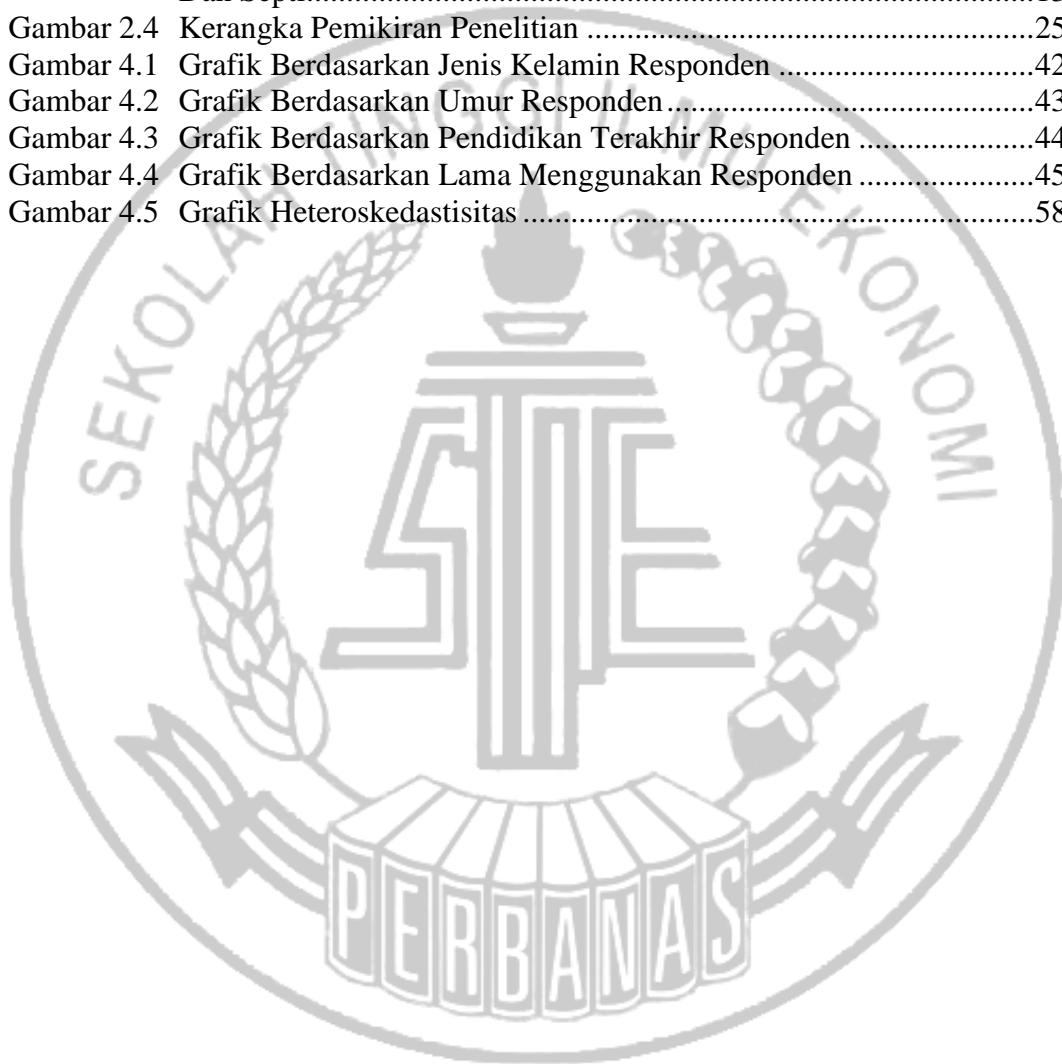 Gambar 2.4 Kerangka Pemikiran Penelitian ............................................................25
Gambar 4.1 Grafik Berdasarkan Jenis Kelamin Responden ..................................42
Gambar 4.2 Grafik Berdasarkan Umur Responden ................................................43
Gambar 4.3 Grafik Berdasarkan Pendidikan Terakhir Responden .......................44
Gambar 4.4 Grafik Berdasarkan Lama Menggunakan Responden .......................45
Gambar 4.5 Grafik Heteroskedastisitas ....................................................................58
SEKOLAH TINGGI ILMU EKONOMI
STIE
PERBANAS